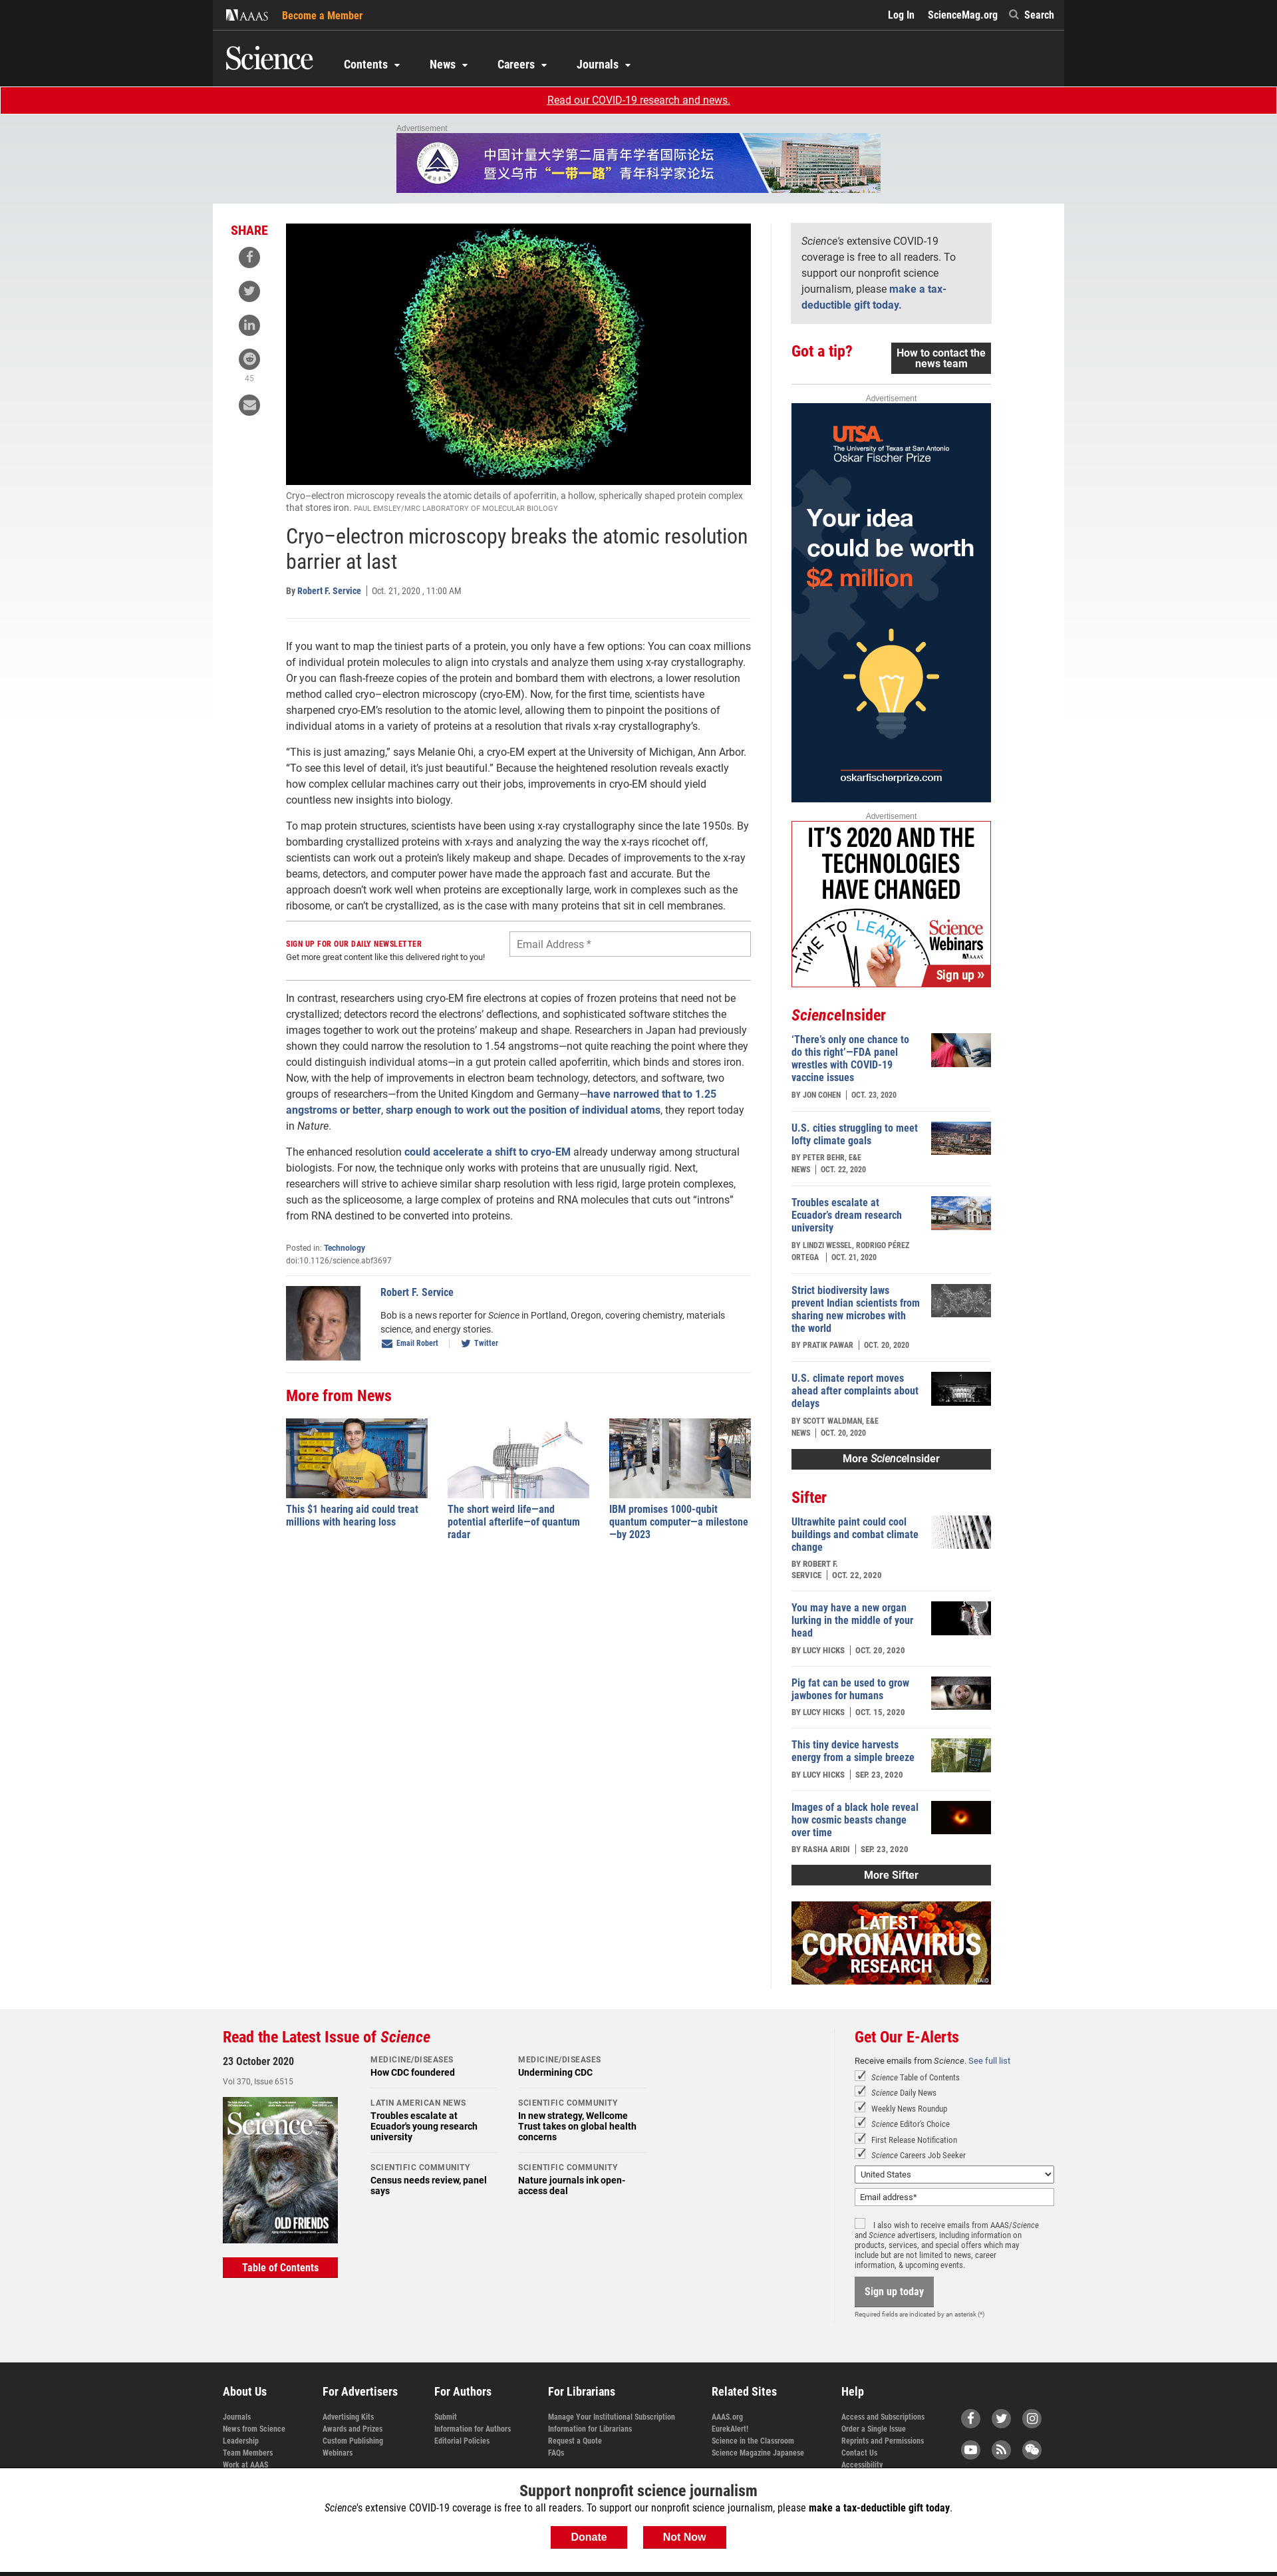 AAAS
Become a Member
Log In
ScienceMag.org
Search
Science
Contents
News
Careers
Journals
Read our COVID-19 research and news.
Advertisement
中国计量大学第二届青年学者国际论坛
暨义乌市“一带一路”青年科学家论坛
SHARE
45
Cryo–electron microscopy reveals the atomic details of apoferritin, a hollow, spherically shaped protein complex
that stores iron. PAUL EMSLEY/MRC LABORATORY OF MOLECULAR BIOLOGY
Cryo–electron microscopy breaks the atomic resolution
barrier at last
By Robert F. Service | Oct. 21, 2020 , 11:00 AM
If you want to map the tiniest parts of a protein, you only have a few options: You can coax millions
of individual protein molecules to align into crystals and analyze them using x-ray crystallography.
Or you can flash-freeze copies of the protein and bombard them with electrons, a lower resolution
method called cryo–electron microscopy (cryo-EM). Now, for the first time, scientists have
sharpened cryo-EM’s resolution to the atomic level, allowing them to pinpoint the positions of
individual atoms in a variety of proteins at a resolution that rivals x-ray crystallography’s.
“This is just amazing,” says Melanie Ohi, a cryo-EM expert at the University of Michigan, Ann Arbor.
“To see this level of detail, it’s just beautiful.” Because the heightened resolution reveals exactly
how complex cellular machines carry out their jobs, improvements in cryo-EM should yield
countless new insights into biology.
To map protein structures, scientists have been using x-ray crystallography since the late 1950s. By
bombarding crystallized proteins with x-rays and analyzing the way the x-rays ricochet off,
scientists can work out a protein’s likely makeup and shape. Decades of improvements to the x-ray
beams, detectors, and computer power have made the approach fast and accurate. But the
approach doesn’t work well when proteins are exceptionally large, work in complexes such as the
ribosome, or can’t be crystallized, as is the case with many proteins that sit in cell membranes.
SIGN UP FOR OUR DAILY NEWSLETTER
Get more great content like this delivered right to you!
Email Address *
In contrast, researchers using cryo-EM fire electrons at copies of frozen proteins that need not be
crystallized; detectors record the electrons’ deflections, and sophisticated software stitches the
images together to work out the proteins’ makeup and shape. Researchers in Japan had previously
shown they could narrow the resolution to 1.54 angstroms—not quite reaching the point where they
could distinguish individual atoms—in a gut protein called apoferritin, which binds and stores iron.
Now, with the help of improvements in electron beam technology, detectors, and software, two
groups of researchers—from the United Kingdom and Germany—have narrowed that to 1.25
angstroms or better, sharp enough to work out the position of individual atoms, they report today
in Nature.
The enhanced resolution could accelerate a shift to cryo-EM already underway among structural
biologists. For now, the technique only works with proteins that are unusually rigid. Next,
researchers will strive to achieve similar sharp resolution with less rigid, large protein complexes,
such as the spliceosome, a large complex of proteins and RNA molecules that cuts out “introns”
from RNA destined to be converted into proteins.
Posted in: Technology
doi:10.1126/science.abf3697
Robert F. Service
Bob is a news reporter for Science in Portland, Oregon, covering chemistry, materials
science, and energy stories.
Email Robert
Twitter
More from News
This $1 hearing aid could treat
millions with hearing loss
The short weird life—and
potential afterlife—of quantum
radar
IBM promises 1000-qubit
quantum computer—a milestone
—by 2023
Science's extensive COVID-19
coverage is free to all readers. To
support our nonprofit science
journalism, please make a tax-
deductible gift today.
Got a tip?
How to contact the
news team
Advertisement
UTSA
The University of Texas at San Antonio
Oskar Fischer Prize
Your idea
could be worth
$2 million
oskarfischerprize.com
Advertisement
IT’S 2020 AND THE
TECHNOLOGIES
HAVE CHANGED
TIME TO LEARN
Science
Webinars
AAAS
Sign up »
ScienceInsider
‘There’s only one chance to
do this right’—FDA panel
wrestles with COVID-19
vaccine issues
BY JON COHEN | OCT. 23, 2020
U.S. cities struggling to meet
lofty climate goals
BY PETER BEHR, E&E
NEWS | OCT. 22, 2020
Troubles escalate at
Ecuador’s dream research
university
BY LINDZI WESSEL, RODRIGO PÉREZ
ORTEGA | OCT. 21, 2020
Strict biodiversity laws
prevent Indian scientists from
sharing new microbes with
the world
BY PRATIK PAWAR | OCT. 20, 2020
U.S. climate report moves
ahead after complaints about
delays
BY SCOTT WALDMAN, E&E
NEWS | OCT. 20, 2020
More ScienceInsider
Sifter
Ultrawhite paint could cool
buildings and combat climate
change
BY ROBERT F.
SERVICE | OCT. 22, 2020
You may have a new organ
lurking in the middle of your
head
BY LUCY HICKS | OCT. 20, 2020
Pig fat can be used to grow
jawbones for humans
BY LUCY HICKS | OCT. 15, 2020
This tiny device harvests
energy from a simple breeze
BY LUCY HICKS | SEP. 23, 2020
Images of a black hole reveal
how cosmic beasts change
over time
BY RASHA ARIDI | SEP. 23, 2020
More Sifter
LATEST
CORONAVIRUS
RESEARCH
NIAID
Read the Latest Issue of Science
23 October 2020
Vol 370, Issue 6515
Science
OLD FRIENDS
Table of Contents
MEDICINE/DISEASES
How CDC foundered
LATIN AMERICAN NEWS
Troubles escalate at
Ecuador's young research
university
SCIENTIFIC COMMUNITY
Census needs review, panel
says
MEDICINE/DISEASES
Undermining CDC
SCIENTIFIC COMMUNITY
In new strategy, Wellcome
Trust takes on global health
concerns
SCIENTIFIC COMMUNITY
Nature journals ink open-
access deal
Get Our E-Alerts
Receive emails from Science. See full list
Science Table of Contents
Science Daily News
Weekly News Roundup
Science Editor's Choice
First Release Notification
Science Careers Job Seeker
United States
Email address*
I also wish to receive emails from AAAS/Science
and Science advertisers, including information on
products, services, and special offers which may
include but are not limited to news, career
information, & upcoming events.
Sign up today
Required fields are indicated by an asterisk (*)
About Us
Journals
News from Science
Leadership
Team Members
Work at AAAS
For Advertisers
Advertising Kits
Awards and Prizes
Custom Publishing
Webinars
For Authors
Submit
Information for Authors
Editorial Policies
For Librarians
Manage Your Institutional Subscription
Information for Librarians
Request a Quote
FAQs
Related Sites
AAAS.org
EurekAlert!
Science in the Classroom
Science Magazine Japanese
Help
Access and Subscriptions
Order a Single Issue
Reprints and Permissions
Contact Us
Accessibility
Support nonprofit science journalism
Science's extensive COVID-19 coverage is free to all readers. To support our nonprofit science journalism, please make a tax-deductible gift today.
Donate
Not Now